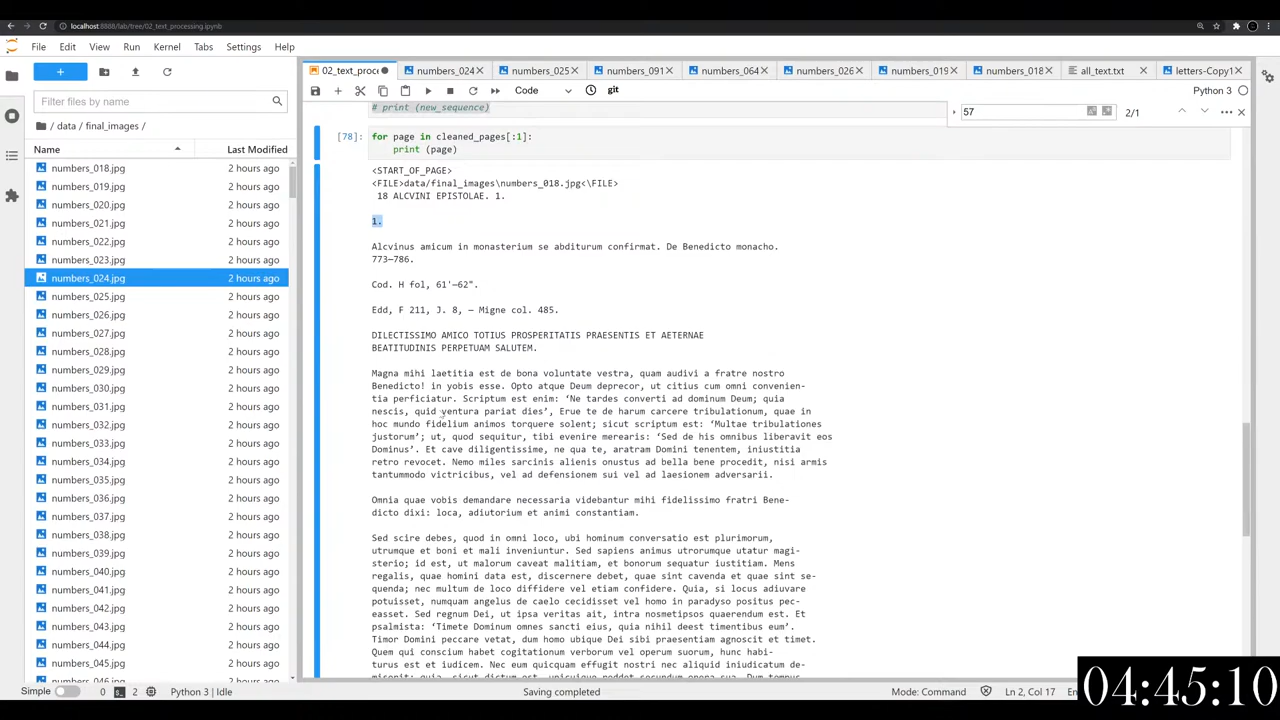 localhost:8888/lab/tree/02_text_processing.ipynb
File Edit View Run Kernel Tabs Settings Help
02_text_proce
numbers_024
numbers_025
numbers_091
numbers_064
numbers_026
numbers_019
numbers_018
all_text.txt
letters-Copy1
Code
git
Python 3
Filter files by name
/ data / final_images /
Name Last Modified
numbers_018.jpg 2 hours ago
numbers_019.jpg 2 hours ago
numbers_020.jpg 2 hours ago
numbers_021.jpg 2 hours ago
numbers_022.jpg 2 hours ago
numbers_023.jpg 2 hours ago
numbers_024.jpg 2 hours ago
numbers_025.jpg 2 hours ago
numbers_026.jpg 2 hours ago
numbers_027.jpg 2 hours ago
numbers_028.jpg 2 hours ago
numbers_029.jpg 2 hours ago
numbers_030.jpg 2 hours ago
numbers_031.jpg 2 hours ago
numbers_032.jpg 2 hours ago
numbers_033.jpg 2 hours ago
numbers_034.jpg 2 hours ago
numbers_035.jpg 2 hours ago
numbers_036.jpg 2 hours ago
numbers_037.jpg 2 hours ago
numbers_038.jpg 2 hours ago
numbers_039.jpg 2 hours ago
numbers_040.jpg 2 hours ago
numbers_041.jpg 2 hours ago
numbers_042.jpg 2 hours ago
numbers_043.jpg 2 hours ago
numbers_044.jpg 2 hours ago
numbers_045.jpg 2 hours ago
# print (new_sequence)
57
2/1
[78]: for page in cleaned_pages[:1]:
print (page)
<START_OF_PAGE>
<FILE>data/final_images\numbers_018.jpg<\FILE>
18 ALCVINI EPISTOLAE. 1.
1.
Alcvinus amicum in monasterium se abditurum confirmat. De Benedicto monacho.
773—786.
Cod. H fol, 61'—62".
Edd, F 211, J. 8, — Migne col. 485.
DILECTISSIMO AMICO TOTIUS PROSPERITATIS PRAESENTIS ET AETERNAE
BEATITUDINIS PERPETUAM SALUTEM.
Magna mihi laetitia est de bona voluntate vestra, quam audivi a fratre nostro
Benedicto! in yobis esse. Opto atque Deum deprecor, ut citius cum omni convenien-
tia perficiatur. Scriptum est enim: ‘Ne tardes converti ad dominum Deum; quia
nescis, quid ventura pariat dies’, Erue te de harum carcere tribulationum, quae in
hoc mundo fidelium animos torquere solent; sicut scriptum est: ‘Multae tribulationes
justorum’; ut, quod sequitur, tibi evenire merearis: ‘Sed de his omnibus liberavit eos
Dominus’. Et cave diligentissime, ne qua te, aratram Domini tenentem, iniustitia
retro revocet. Nemo miles sarcinis alienis onustus ad bella bene procedit, nisi armis
tantummodo victricibus, vel ad defensionem sui vel ad laesionem adversarii.
Omnia quae vobis demandare necessaria videbantur mihi fidelissimo fratri Bene-
dicto dixi: loca, adiutorium et animi constantiam.
Sed scire debes, quod in omni loco, ubi hominum conversatio est plurimorum,
utrumque et boni et mali inveniuntur. Sed sapiens animus utrorumque utatur magi-
sterio; id est, ut malorum caveat malitiam, et bonorum sequatur iustitiam. Mens
regalis, quae homini data est, discernere debet, quae sint cavenda et quae sint se-
quenda; nec multum de loco diffidere vel etiam confidere. Quia, si locus adiuvare
potuisset, numquam angelus de caelo cecidisset vel homo in paradyso positus pec-
easset. Sed regnum Dei, ut ipsa veritas ait, intra nosmetipsos quaerendum est. Et
psalmista: ‘Timete Dominum omnes sancti eius, quia nihil deest timentibus eum’.
Timor Domini peccare vetat, dum homo ubique Dei sibi praesentiam agnoscit et timet.
Quem qui conscium habet cogitationum verborum vel operum suorum, hunc habi-
turus est et iudicem. Nec eum quicquam effugit nostri nec aliquid iniudicatum de-
Simple 0 2 Python 3 | Idle
Saving completed
Mode: Command
Ln 2, Col 17
04:45:10